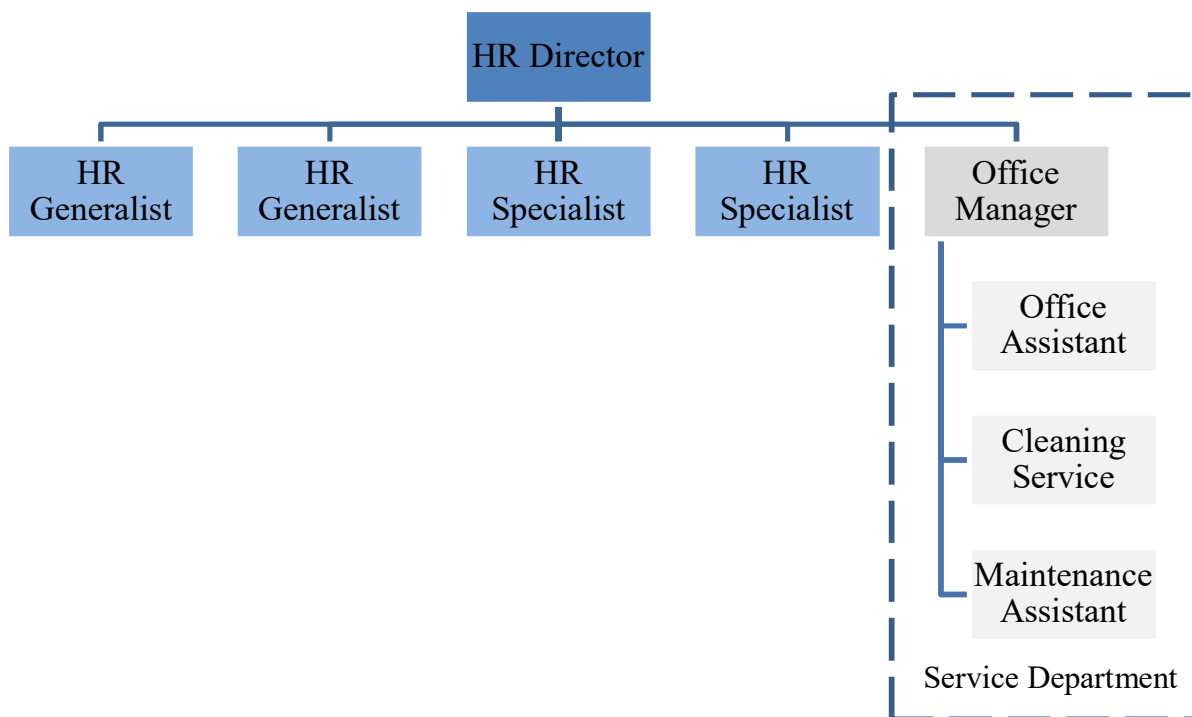 HR Director
HR
Generalist
HR
Generalist
HR
Specialist
HR
Specialist
Office
Manager
Office
Assistant
Cleaning
Service
Maintenance
Assistant
Service Department